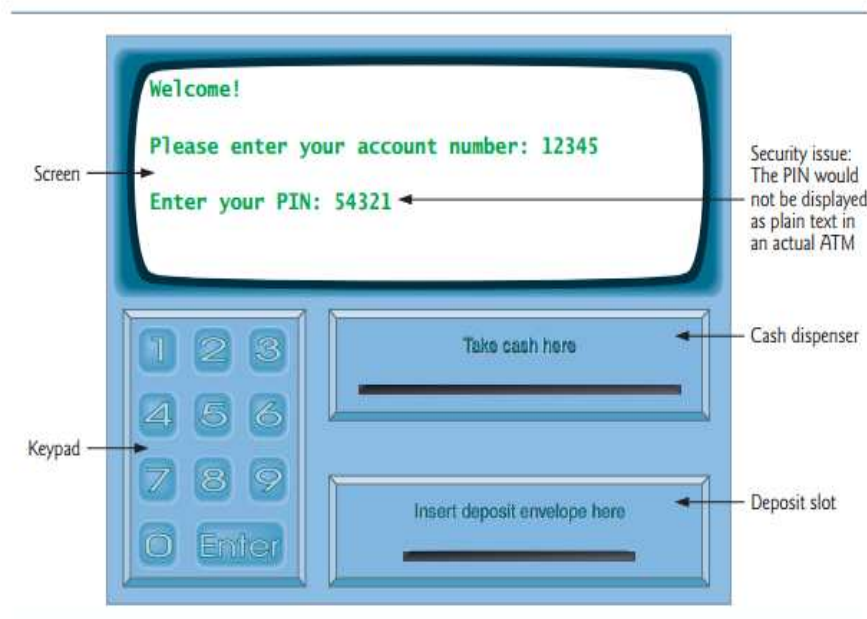 Welcome!
Please enter your account number: 12345
Enter your PIN: 54321
Screen
Security issue:
The PIN would
not be displayed
as plain text in
an actual ATM
1 2 3
4 5 6
7 8 9
0 Enter
Keypad
Take cash here
Cash dispenser
Insert deposit envelope here
Deposit slot